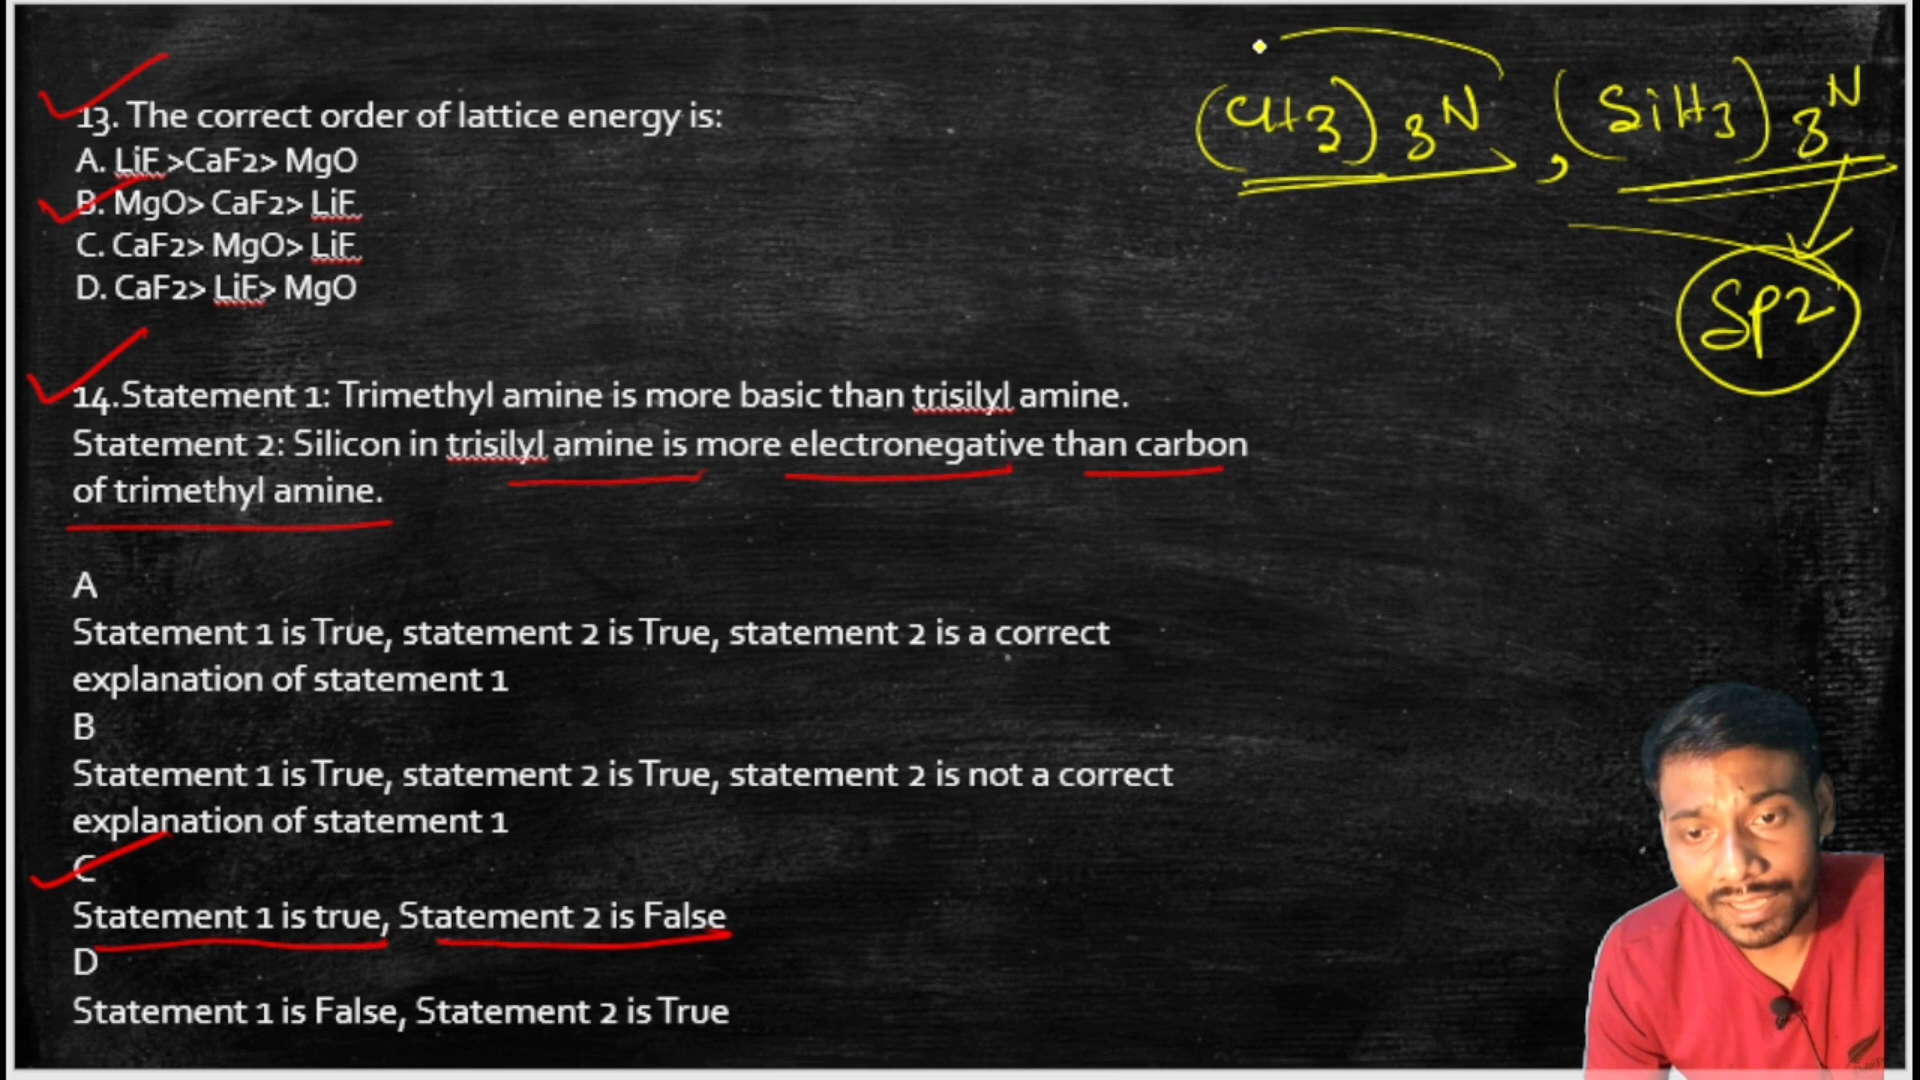 13. The correct order of lattice energy is:
A. LiF >CaF2> MgO
B. MgO> CaF2> LiF
C. CaF2> MgO> LiF
D. CaF2> LiF> MgO
(CH3)3N , (SiH3)3N
Sp2
14.Statement 1: Trimethyl amine is more basic than trisilyl amine.
Statement 2: Silicon in trisilyl amine is more electronegative than carbon
of trimethyl amine.
A
Statement 1 is True, statement 2 is True, statement 2 is a correct
explanation of statement 1
B
Statement 1 is True, statement 2 is True, statement 2 is not a correct
explanation of statement 1
C
Statement 1 is true, Statement 2 is False
D
Statement 1 is False, Statement 2 is True